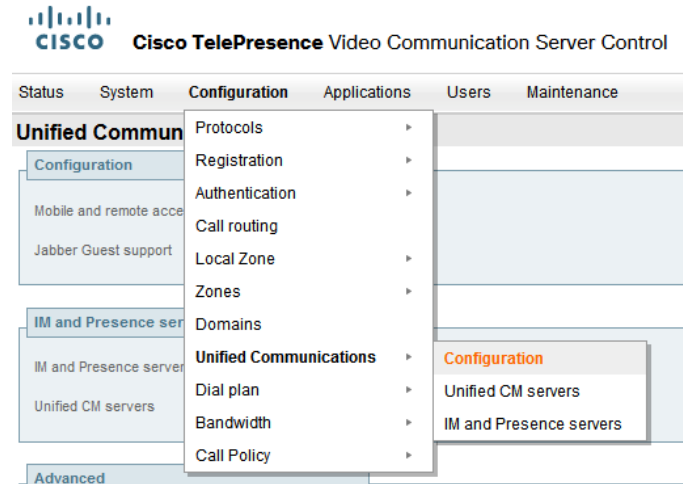 CISCO Cisco TelePresence Video Communication Server Control
Status System Configuration Applications Users Maintenance
Unified Commun
Protocols
Configuration
Registration
Authentication
Mobile and remote acce
Call routing
Jabber Guest support
Local Zone
Zones
IM and Presence ser
Domains
Unified Communications
Configuration
IM and Presence server
Dial plan
Unified CM servers
Unified CM servers
Bandwidth
IM and Presence servers
Call Policy
Advanced